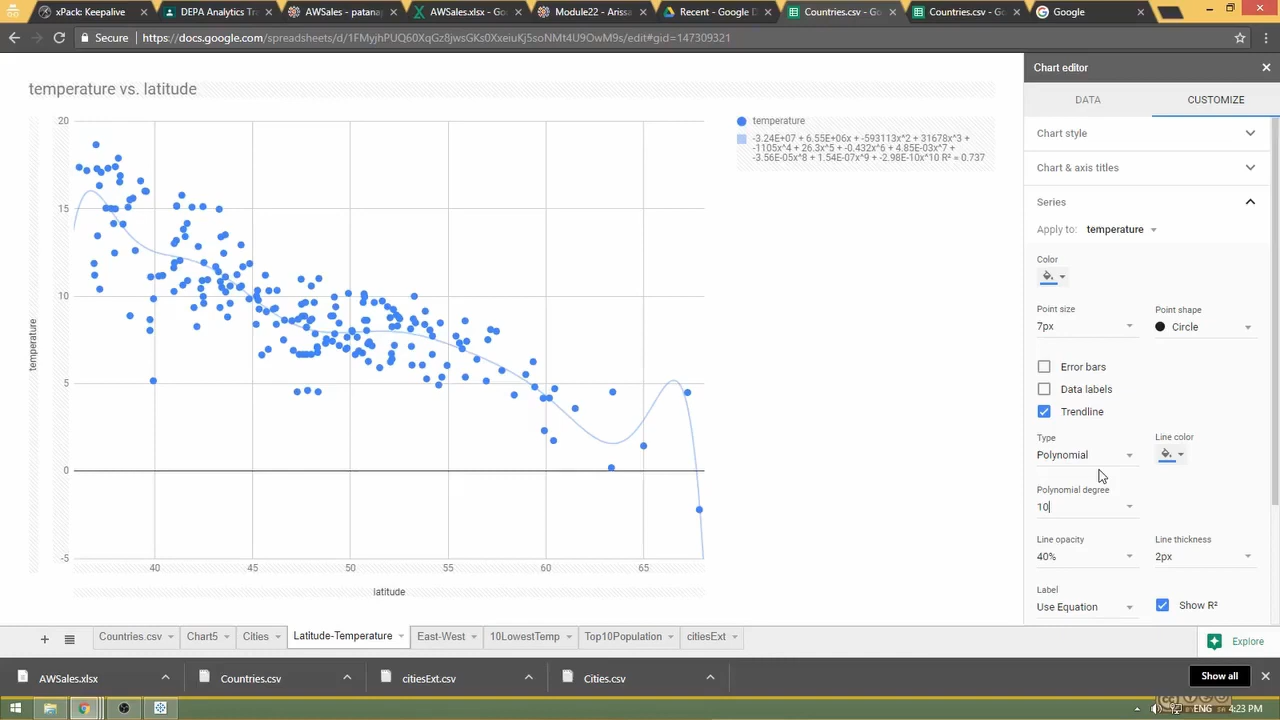 xPack: Keepalive
DEPA Analytics Tr
AWSales - patana
AWSales.xlsx - Go
Module22 - Arissa
Recent - Google D
Countries.csv - Go
Countries.csv - Go
Google
Secure
https://docs.google.com/spreadsheets/d/1FMyjhPUQ60XqGz8jwsGKs0XxeiuKj5soNMt4U9OwM9s/edit#gid=147309321
temperature vs. latitude
20
15
10
5
0
-5
temperature
40
45
50
55
60
65
latitude
temperature
-3.24E+07 + 6.55E+06x + -593113x^2 + 31678x^3 +
-1105x^4 + 26.3x^5 + -0.432x^6 + 4.85E-03x^7 +
-3.56E-05x^8 + 1.54E-07x^9 + -2.98E-10x^10 R² = 0.737
Chart editor
DATA
CUSTOMIZE
Chart style
Chart & axis titles
Series
Apply to: temperature
Color
Point size
Point shape
7px
Circle
Error bars
Data labels
Trendline
Type
Line color
Polynomial
Polynomial degree
10
Line opacity
Line thickness
40%
2px
Label
Use Equation
Show R²
Countries.csv
Chart5
Cities
Latitude-Temperature
East-West
10LowestTemp
Top10Population
citiesExt
Explore
AWSales.xlsx
Countries.csv
citiesExt.csv
Cities.csv
Show all
ENG
4:23 PM